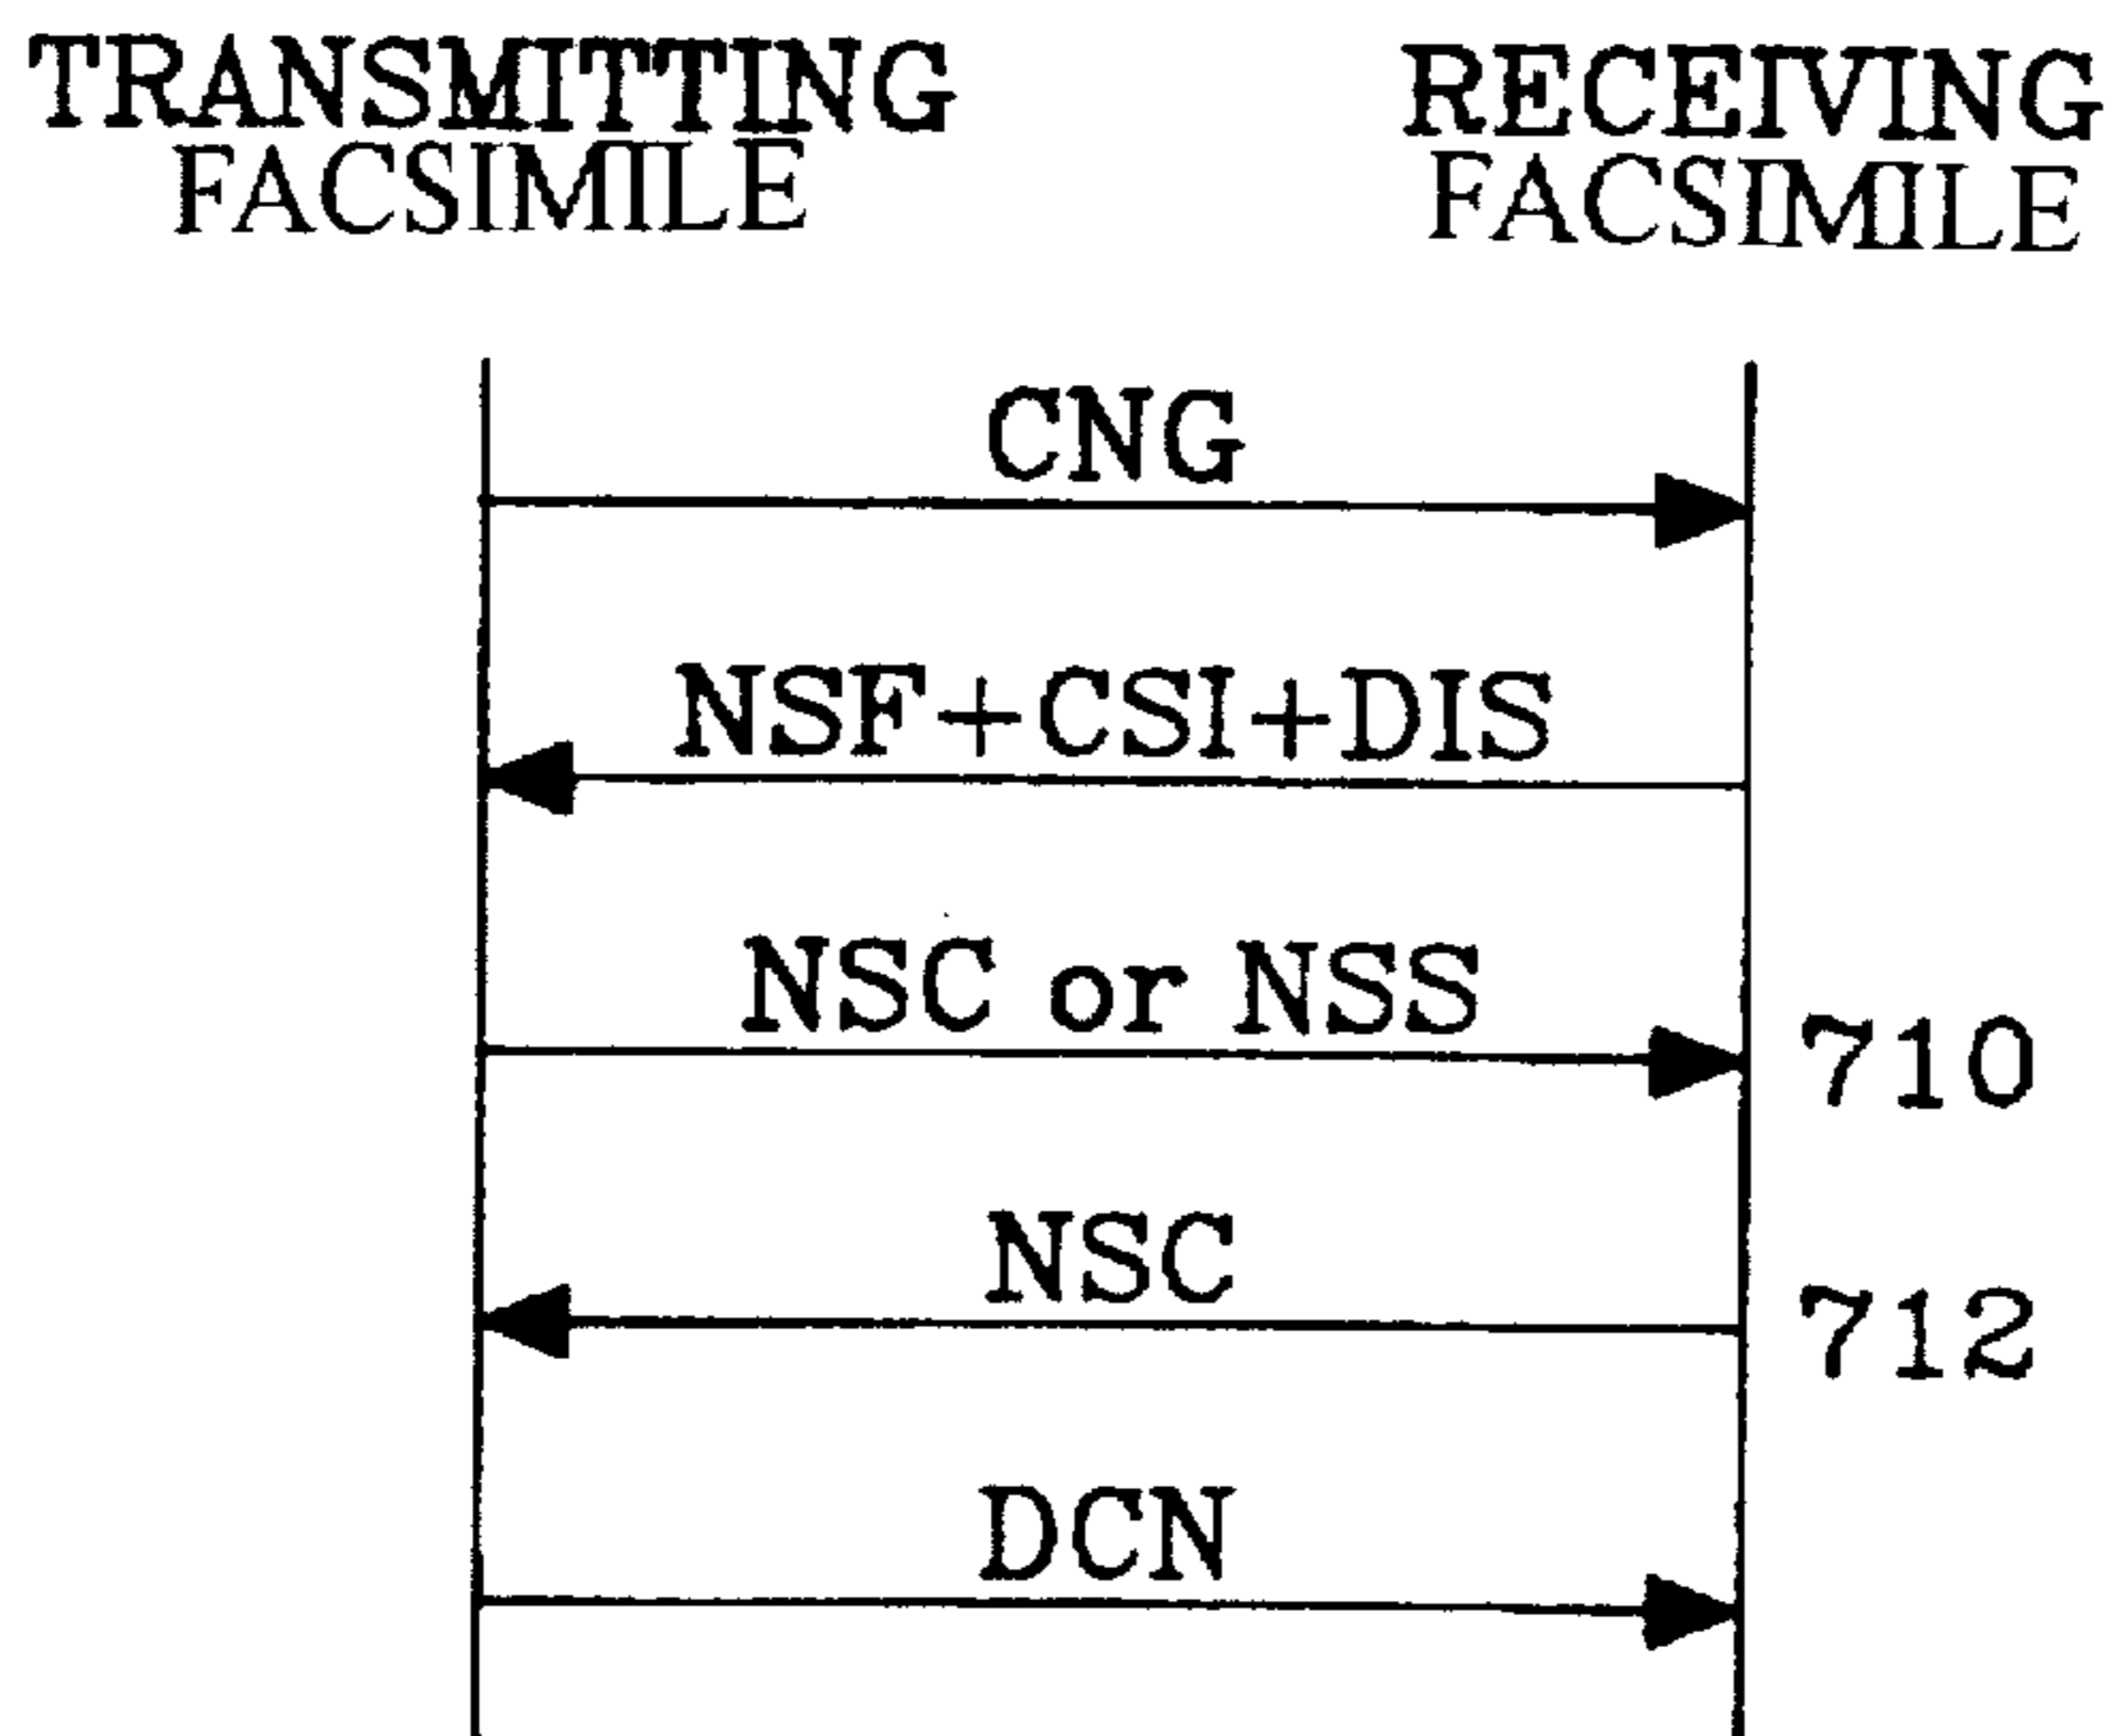 TRANSMITTING
FACSIMILE
RECEIVING
FACSIMILE
CNG
NSF+CSI+DIS
NSC or NSS
710
NSC
712
DCN